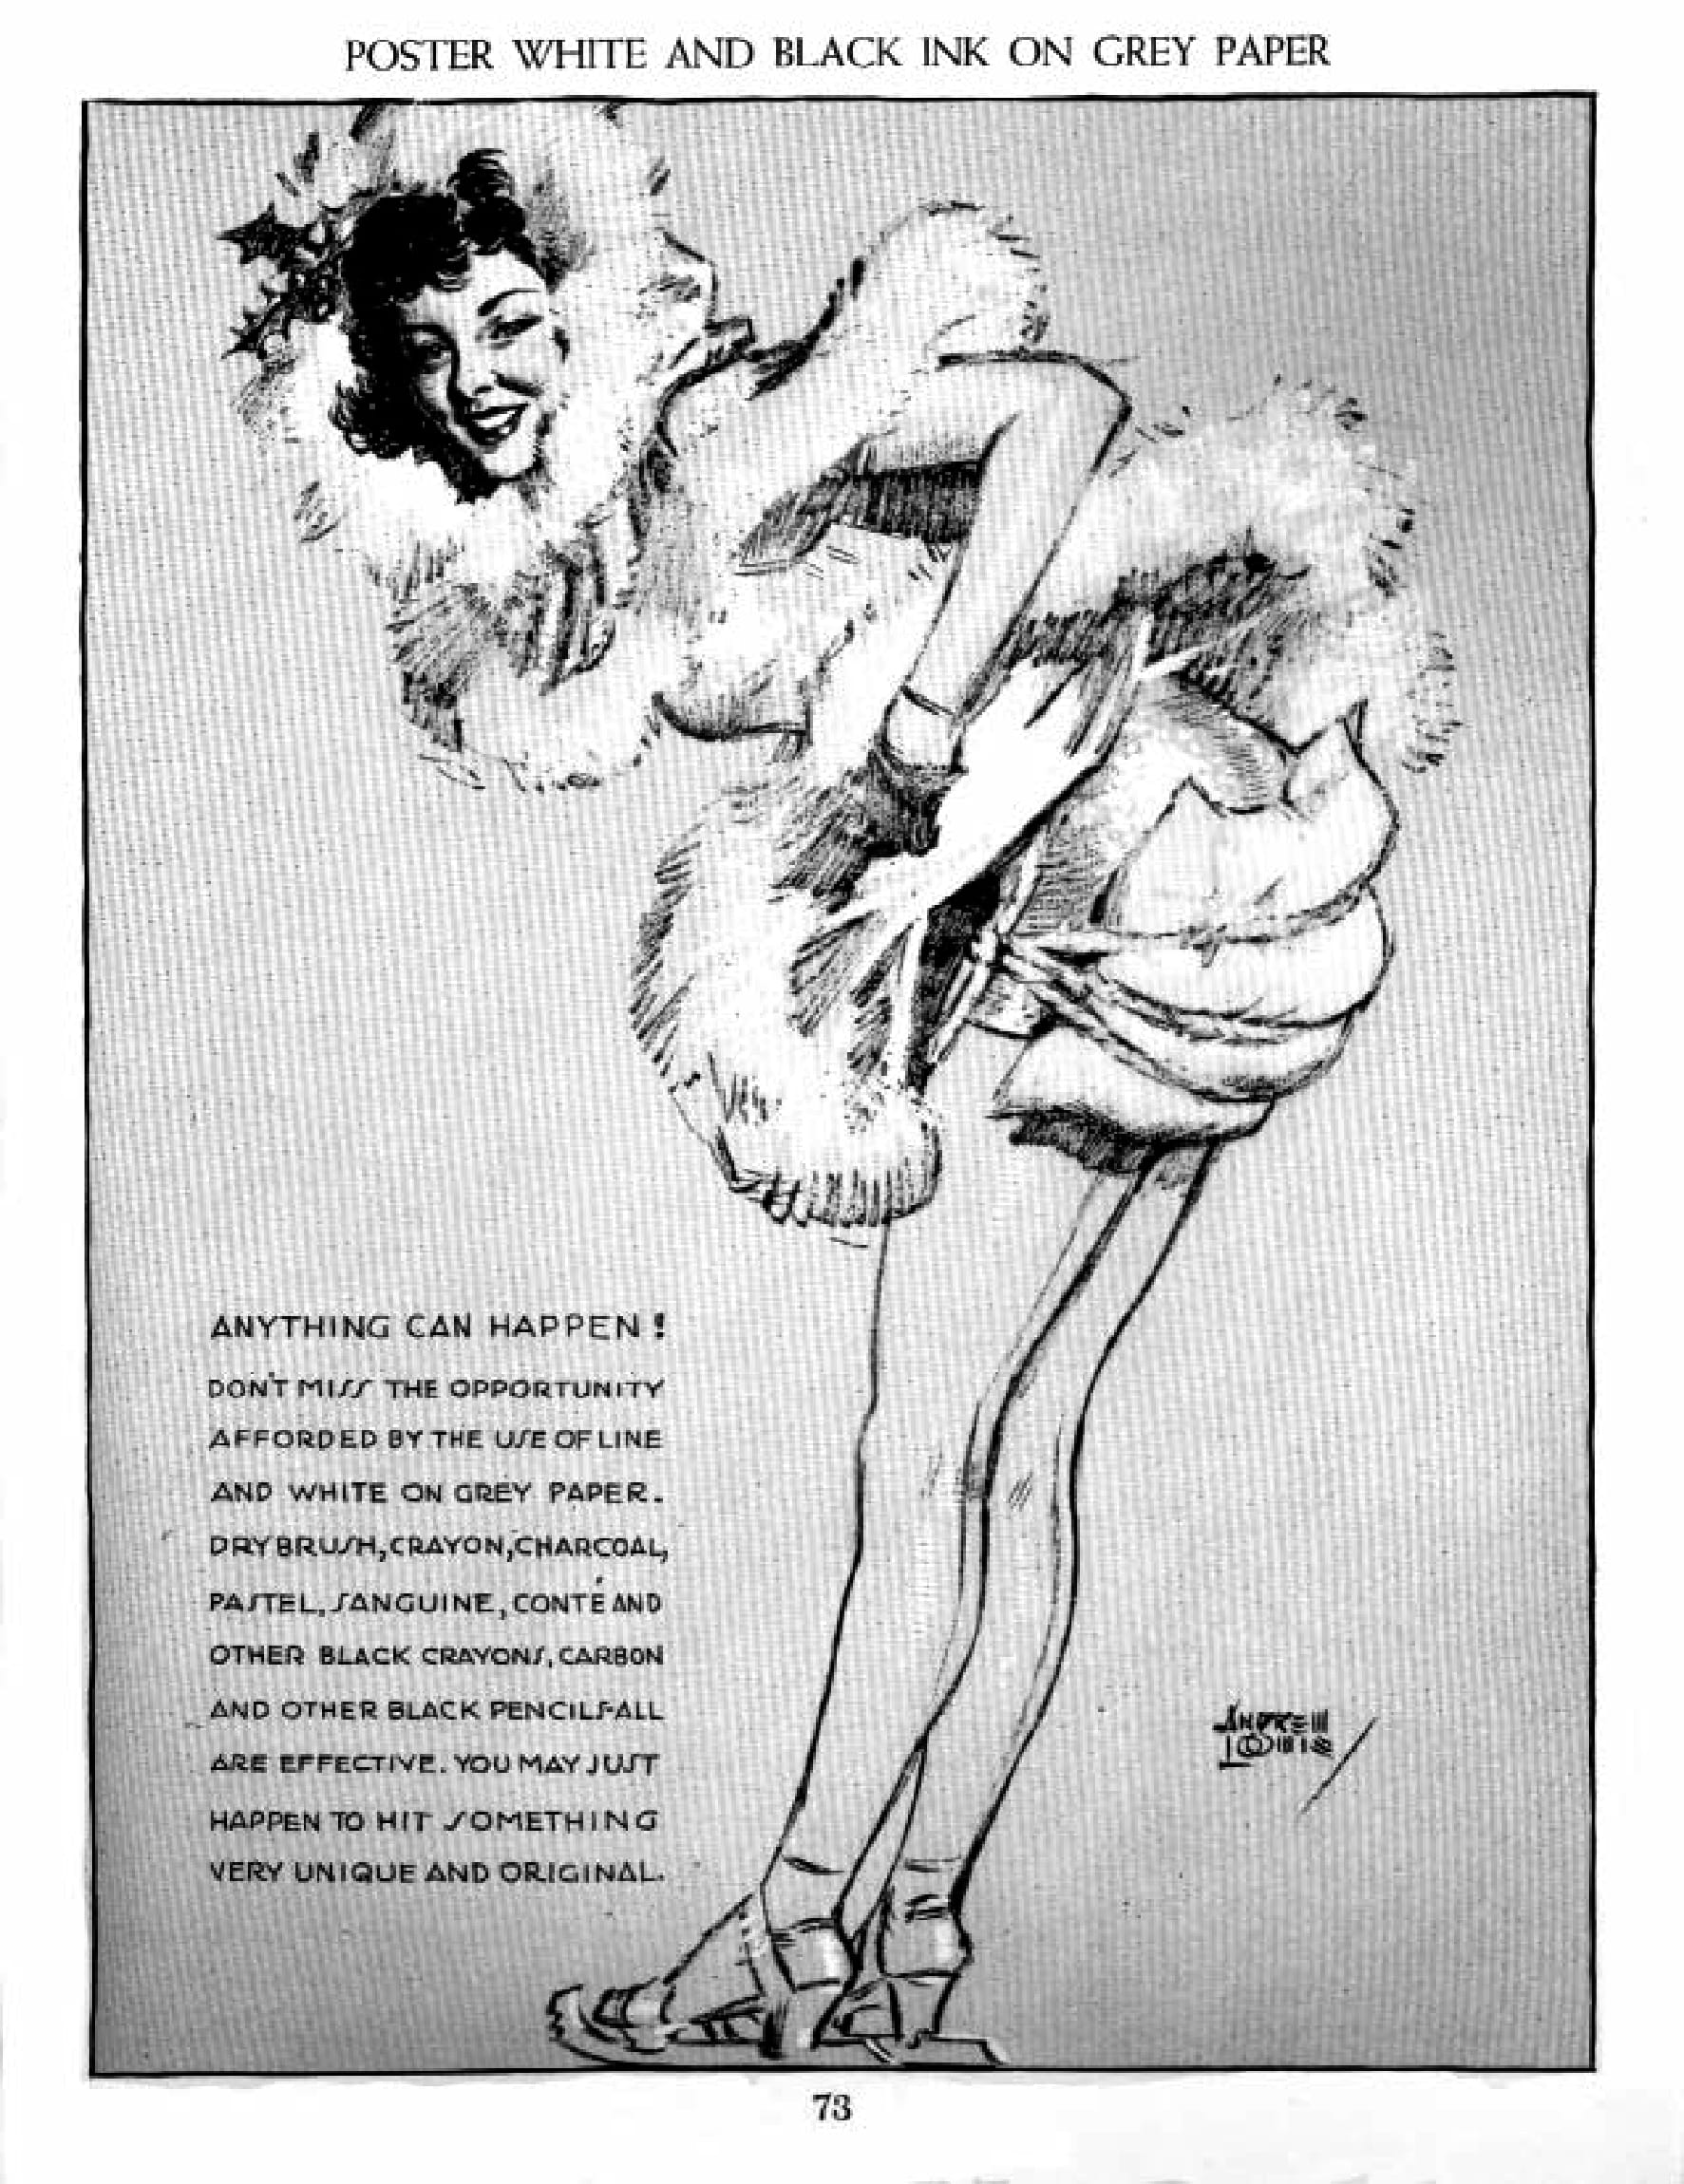 POSTER WHITE AND BLACK INK ON GREY PAPER
ANYTHING CAN HAPPEN!
DON'T MISS THE OPPORTUNITY
AFFORDED BY THE USE OF LINE
AND WHITE ON GREY PAPER.
DRY BRUSH, CRAYON, CHARCOAL,
PASTEL, SANGUINE, CONTÉ AND
OTHER BLACK CRAYONS, CARBON
AND OTHER BLACK PENCILS-ALL
ARE EFFECTIVE. YOU MAY JUST
HAPPEN TO HIT SOMETHING
VERY UNIQUE AND ORIGINAL.
ANDREW
LOOMIS
73